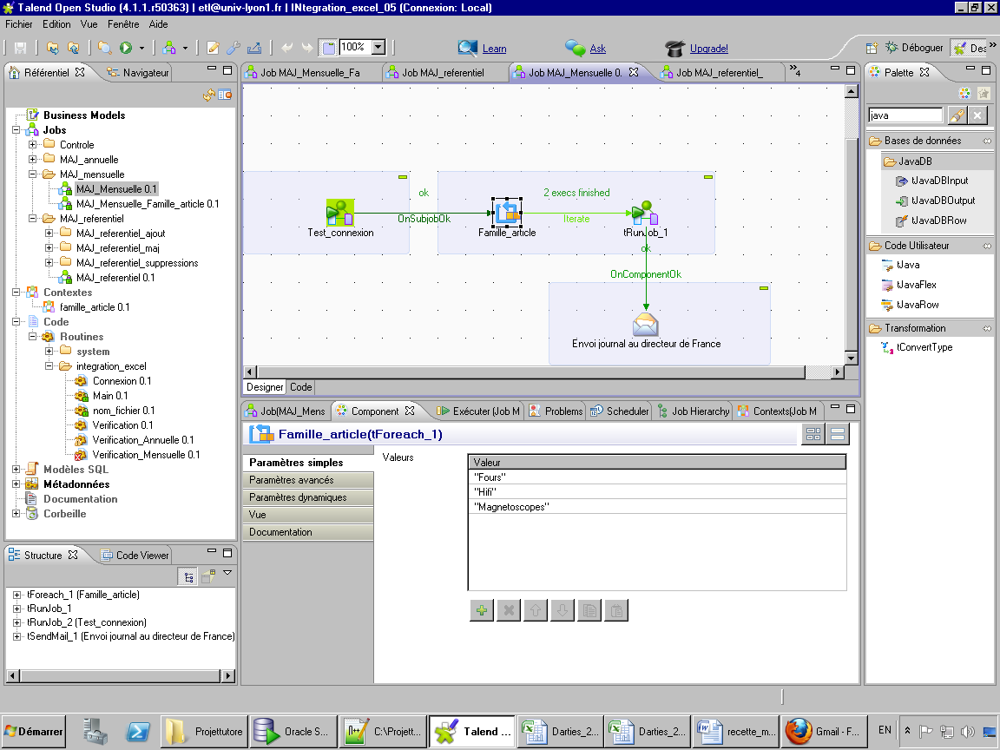 Talend Open Studio (4.1.1.r50363) | etl@univ-lyon1.fr | INtegration_excel_05 (Connexion: Local)
Fichier Edition Vue Fenêtre Aide
100% Learn Ask Upgrade! Déboguer Des »
Référentiel Navigateur
Business Models
Jobs
Controle
MAJ_annuelle
MAJ_mensuelle
MAJ_Mensuelle 0.1
MAJ_Mensuelle_Famille_article 0.1
MAJ_referentiel
MAJ_referentiel_ajout
MAJ_referentiel_maj
MAJ_referentiel_suppressions
MAJ_referentiel 0.1
Contextes
famille_article 0.1
Code
Routines
system
integration_excel
Connexion 0.1
Main 0.1
nom_fichier 0.1
Verification 0.1
Verification_Annuelle 0.1
Verification_Mensuelle 0.1
Modèles SQL
Métadonnées
Documentation
Corbeille
Structure Code Viewer
tForeach_1 (Famille_article)
tRunJob_1
tRunJob_2 (Test_connexion)
tSendMail_1 (Envoi journal au directeur de France)
Job MAJ_Mensuelle_Fa Job MAJ_referentiel Job MAJ_Mensuelle 0. Job MAJ_referentiel_ »4
ok 2 execs finished
OnSubjobOk Iterate
Test_connexion Famille_article tRunJob_1
ok
OnComponentOk
Envoi journal au directeur de France
Designer Code
Job(MAJ_Mens Component Exécuter (Job M Problems Scheduler Job Hierarchy Contexts(Job M
Famille_article(tForeach_1)
Paramètres simples
Paramètres avancés
Paramètres dynamiques
Vue
Documentation
Valeurs
Valeur
"Fours"
"Hifi"
"Magnetoscopes"
Palette
java
Bases de données
JavaDB
tJavaDBInput
tJavaDBOutput
tJavaDBRow
Code Utilisateur
tJava
tJavaFlex
tJavaRow
Transformation
tConvertType
Démarrer Projettutore Oracle S... C:\Projett... Talend ... Darties_2... Darties_2... recette_m... Gmail - F... EN